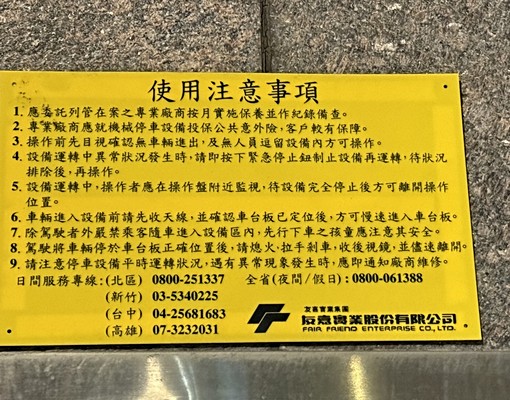 使用注意事項
1. 應委託列管在案之專業廠商按月實施保養並作紀錄備查。
2. 專業廠商應就機械停車設備投保公共意外險，客戶較有保障。
3. 操作前先目視確認無車輛進出，及無人員逗留設備內方可操作。
4. 設備運轉中異常狀況發生時，請即按下緊急停止鈕制止設備再運轉，待狀況
排除後，再操作。
5. 設備運轉中，操作者應在操作盤附近監視，待設備完全停止後方可離開操作
位置。
6. 車輛進入設備前請先收天線，並確認車台板已定位後，方可慢速進入車台板。
7. 除駕駛者外嚴禁乘客隨車進入設備區內，先行下車之孩童應注意其安全。
8. 駕駛將車輛停於車台板正確位置後，請熄火，拉手剎車，收後視鏡，並儘速離開。
9. 請注意停車設備平時運轉狀況，遇有異常現象發生時，應即通知廠商維修。
日間服務專線：(北區) 0800-251337 全省(夜間/假日)：0800-061388
(新竹) 03-5340225
(台中) 04-25681683
(高雄) 07-3232031
友嘉實業集團
友嘉實業股份有限公司
FAIR FRIEND ENTERPRISE CO., LTD.